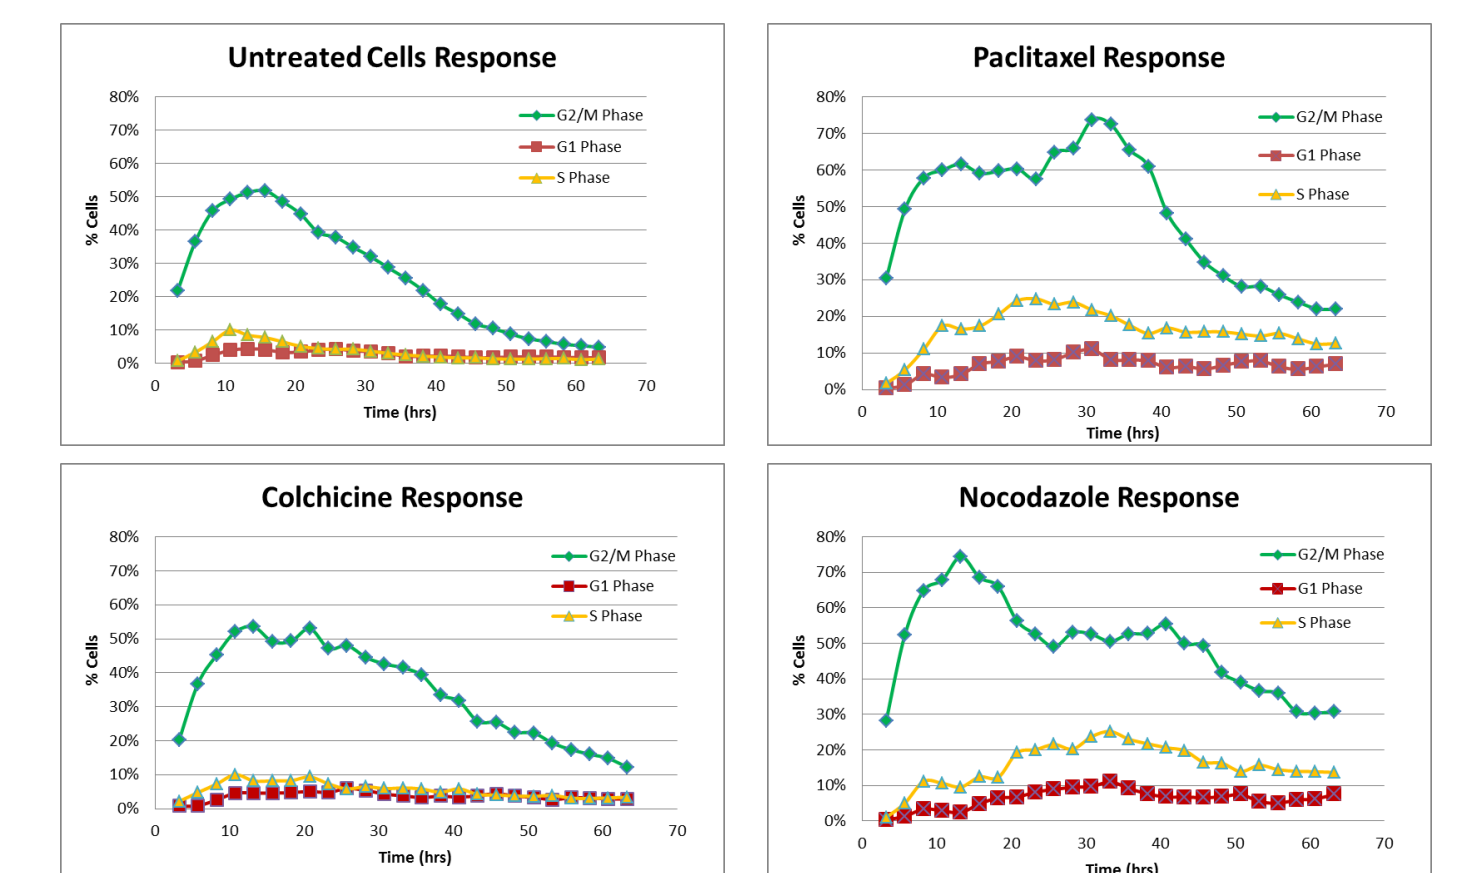 Untreated Cells Response
80%
70%
60%
50%
40%
30%
20%
10%
0%
% Cells
G2/M Phase
G1 Phase
S Phase
0 10 20 30 40 50 60 70
Time (hrs)
Paclitaxel Response
80%
70%
60%
50%
40%
30%
20%
10%
0%
% Cells
G2/M Phase
G1 Phase
S Phase
0 10 20 30 40 50 60 70
Time (hrs)
Colchicine Response
80%
70%
60%
50%
40%
30%
20%
10%
0%
% Cells
G2/M Phase
G1 Phase
S Phase
0 10 20 30 40 50 60 70
Time (hrs)
Nocodazole Response
80%
70%
60%
50%
40%
30%
20%
10%
0%
% Cells
G2/M Phase
G1 Phase
S Phase
0 10 20 30 40 50 60 70
Time (hrs)